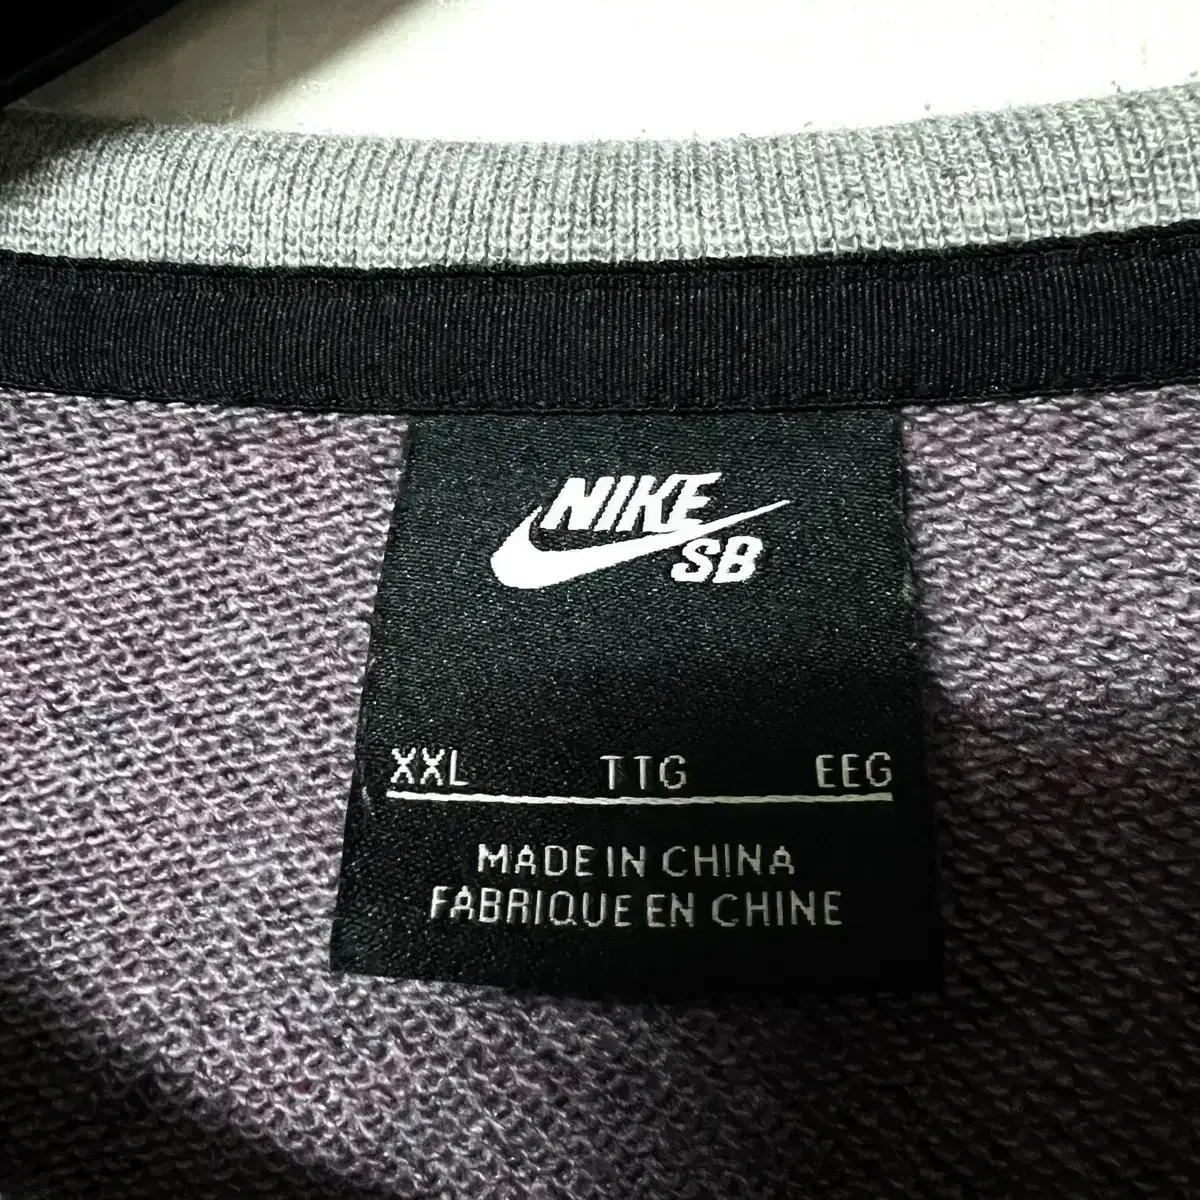 NIKE
SB
XXL TTG EEG
MADE IN CHINA
FABRIQUE EN CHINE